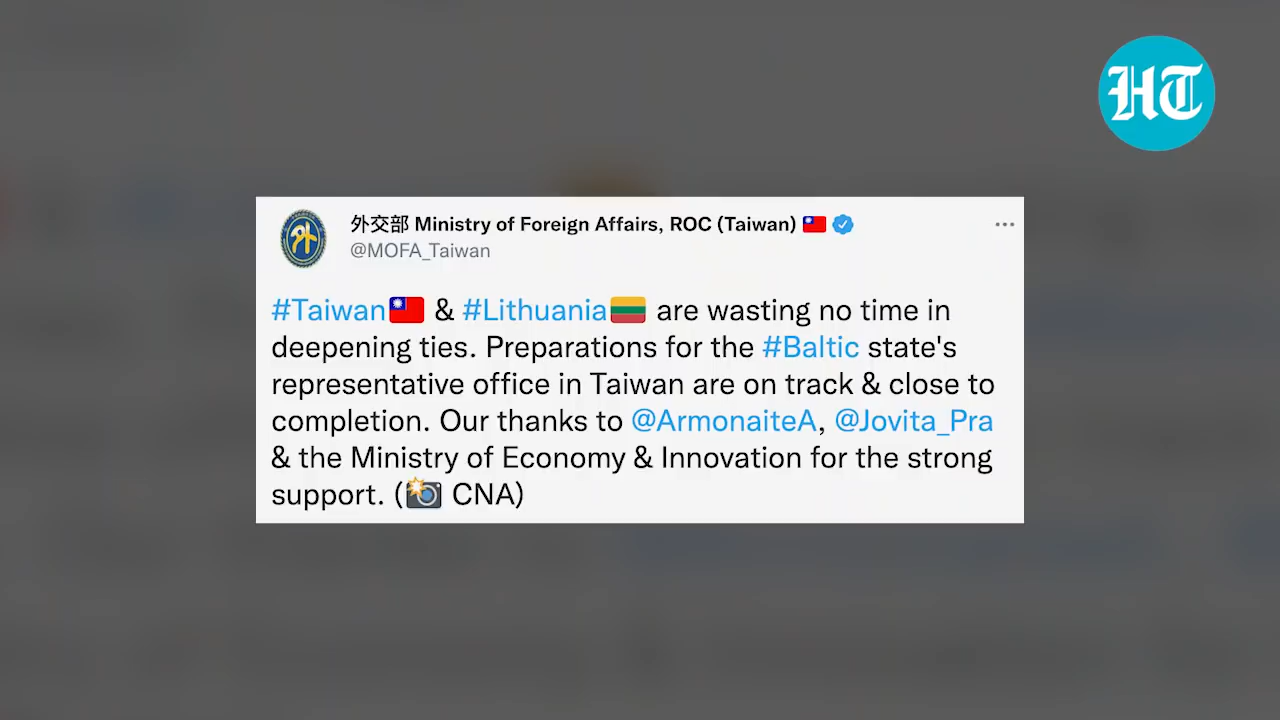 HT
外交部 Ministry of Foreign Affairs, ROC (Taiwan)
@MOFA_Taiwan
#Taiwan & #Lithuania are wasting no time in
deepening ties. Preparations for the #Baltic state's
representative office in Taiwan are on track & close to
completion. Our thanks to @ArmonaiteA, @Jovita_Pra
& the Ministry of Economy & Innovation for the strong
support. (📸 CNA)